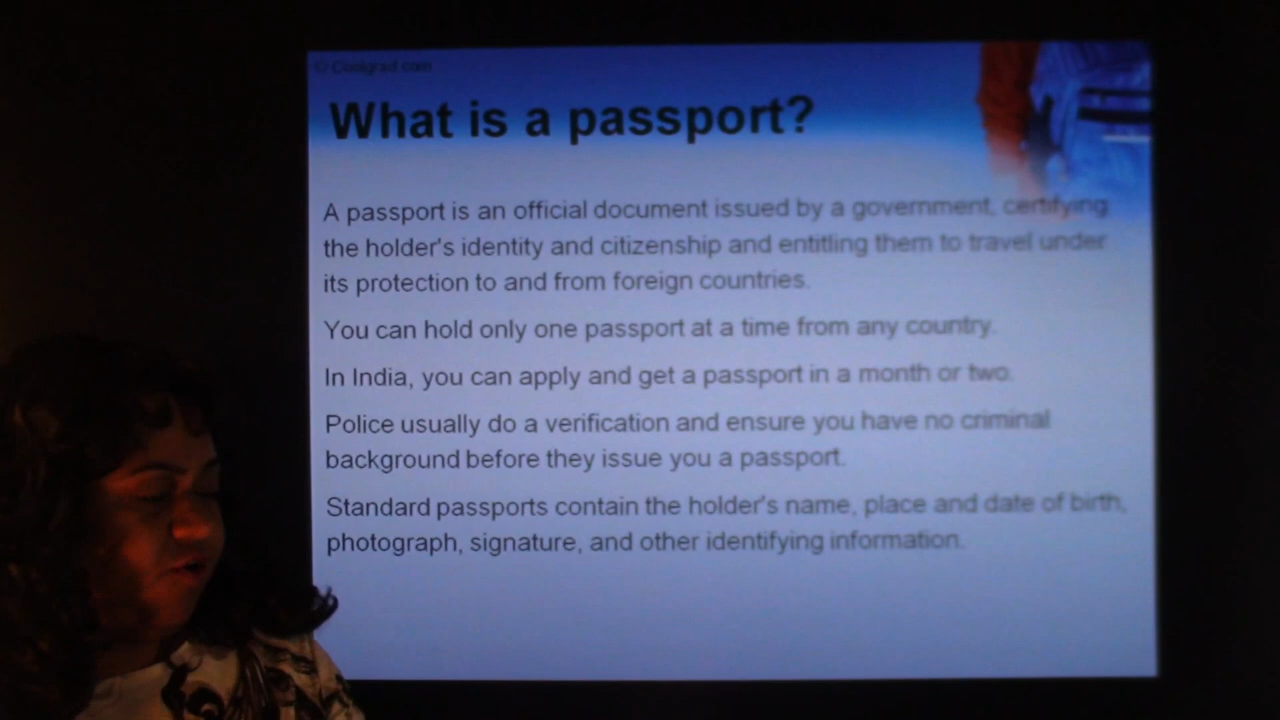 © Coolgrad.com
What is a passport?
A passport is an official document issued by a government, certifying
the holder's identity and citizenship and entitling them to travel under
its protection to and from foreign countries.
You can hold only one passport at a time from any country.
In India, you can apply and get a passport in a month or two.
Police usually do a verification and ensure you have no criminal
background before they issue you a passport.
Standard passports contain the holder's name, place and date of birth,
photograph, signature, and other identifying information.